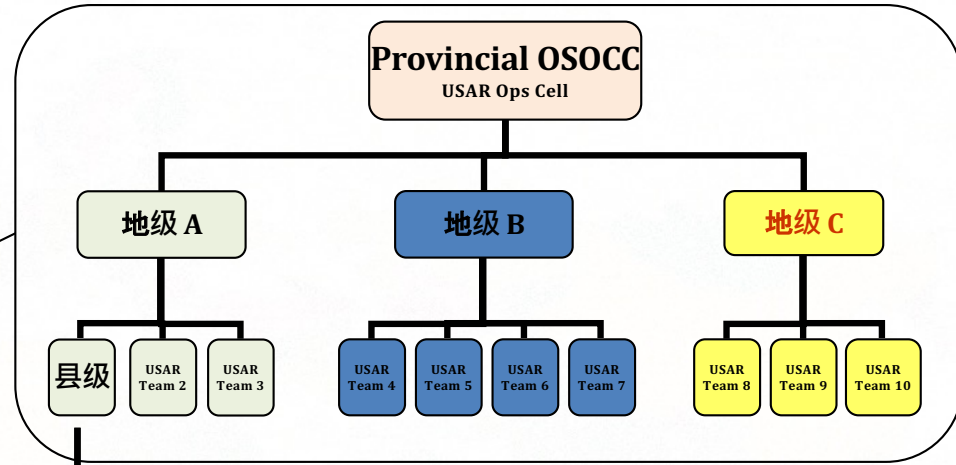 Provincial OSOCC
USAR Ops Cell
地级 A
地级 B
地级 C
县级
USAR
Team 2
USAR
Team 3
USAR
Team 4
USAR
Team 5
USAR
Team 6
USAR
Team 7
USAR
Team 8
USAR
Team 9
USAR
Team 10